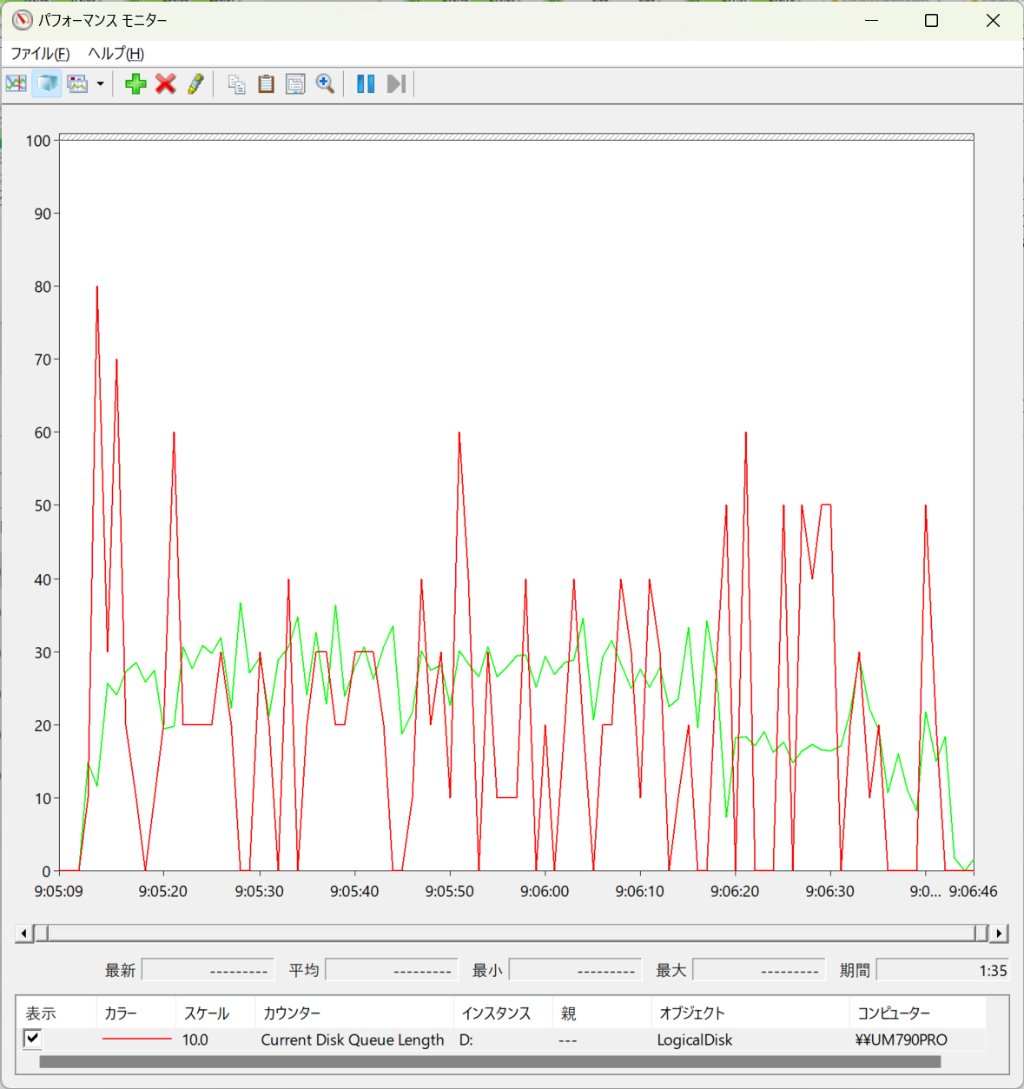 パフォーマンス モニター
ファイル(F) ヘルプ(H)
100
90
80
70
60
50
40
30
20
10
0
9:05:09 9:05:20 9:05:30 9:05:40 9:05:50 9:06:00 9:06:10 9:06:20 9:06:30 9:0... 9:06:46
最新 --------- 平均 --------- 最小 --------- 最大 --------- 期間 1:35
表示 カラー スケール カウンター インスタンス 親 オブジェクト コンピューター
10.0 Current Disk Queue Length D: --- LogicalDisk ¥¥UM790PRO